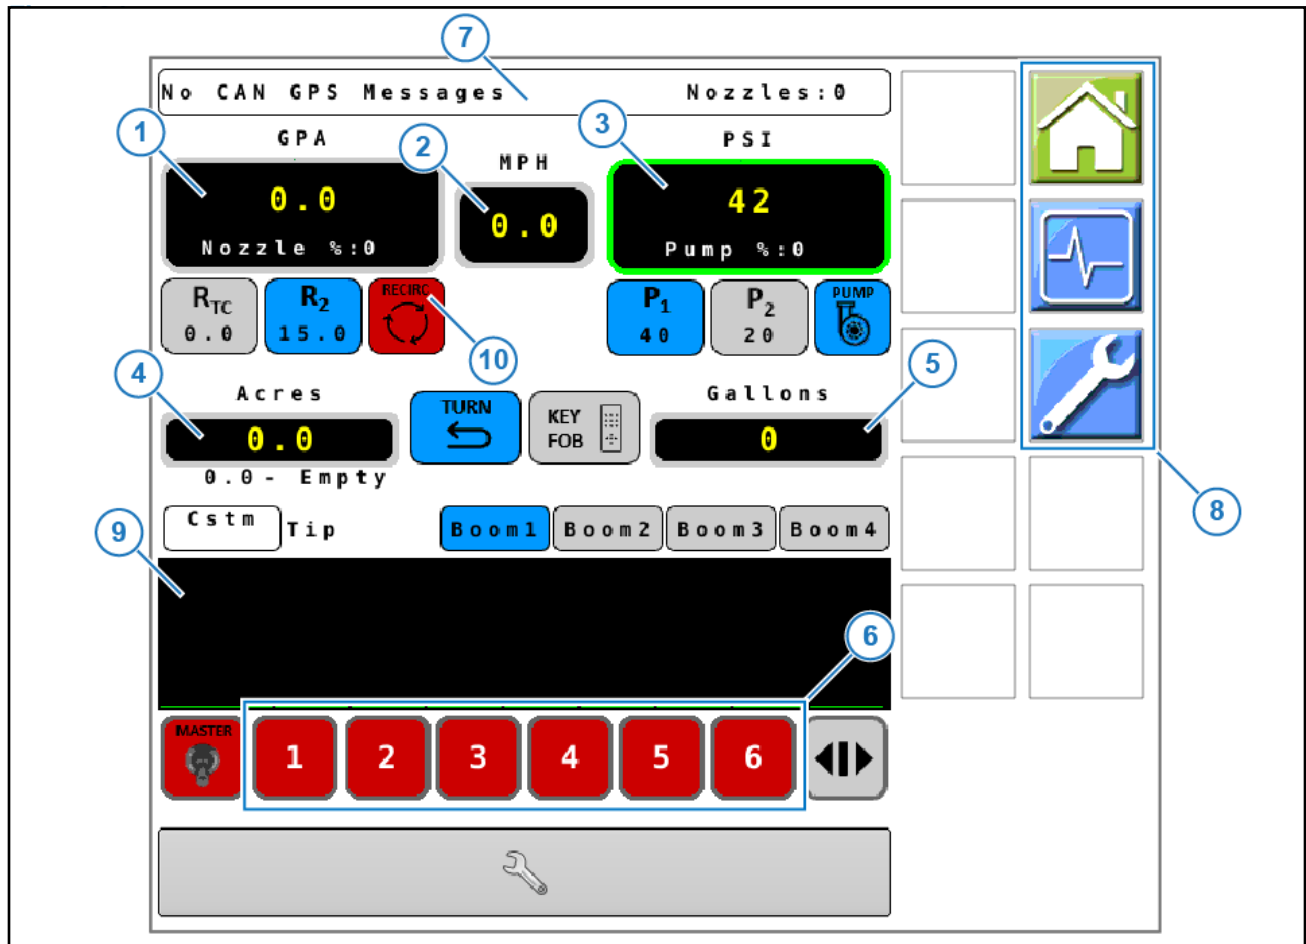 7
No CAN GPS Messages Nozzles:0
1
GPA
2
MPH
3
PSI
0.0
Nozzle %:0
0.0
42
Pump %:0
RTC
0.0
R2
15.0
RECIRC
P1
40
P2
20
PUMP
10
4
Acres
5
Gallons
0.0
TURN
KEY
FOB
0
0.0- Empty
8
9
Cstm Tip
Boom1 Boom2 Boom3 Boom4
6
MASTER
1 2 3 4 5 6